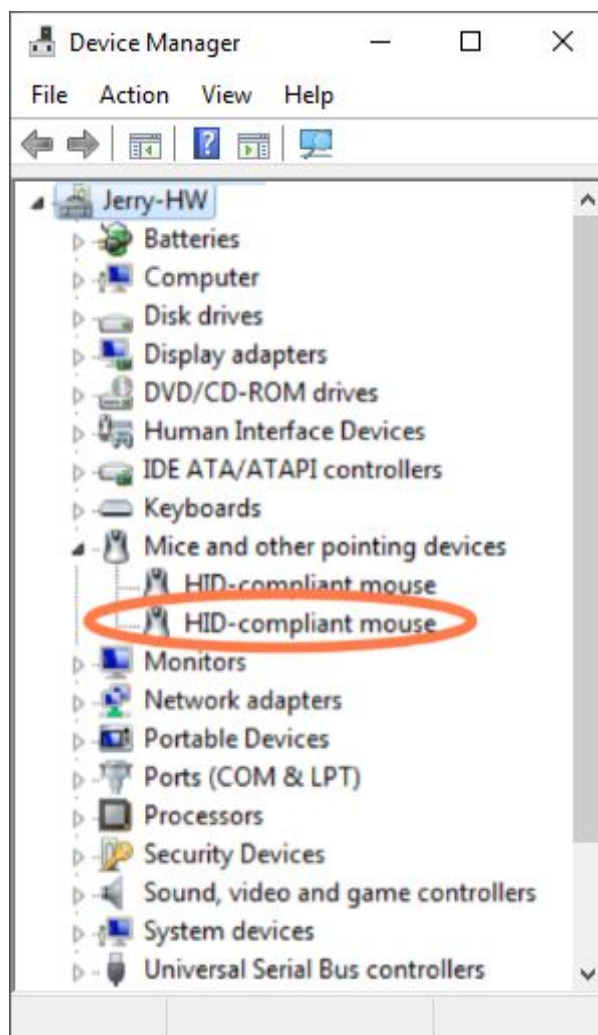 Device Manager
File Action View Help
Jerry-HW
Batteries
Computer
Disk drives
Display adapters
DVD/CD-ROM drives
Human Interface Devices
IDE ATA/ATAPI controllers
Keyboards
Mice and other pointing devices
HID-compliant mouse
HID-compliant mouse
Monitors
Network adapters
Portable Devices
Ports (COM & LPT)
Processors
Security Devices
Sound, video and game controllers
System devices
Universal Serial Bus controllers